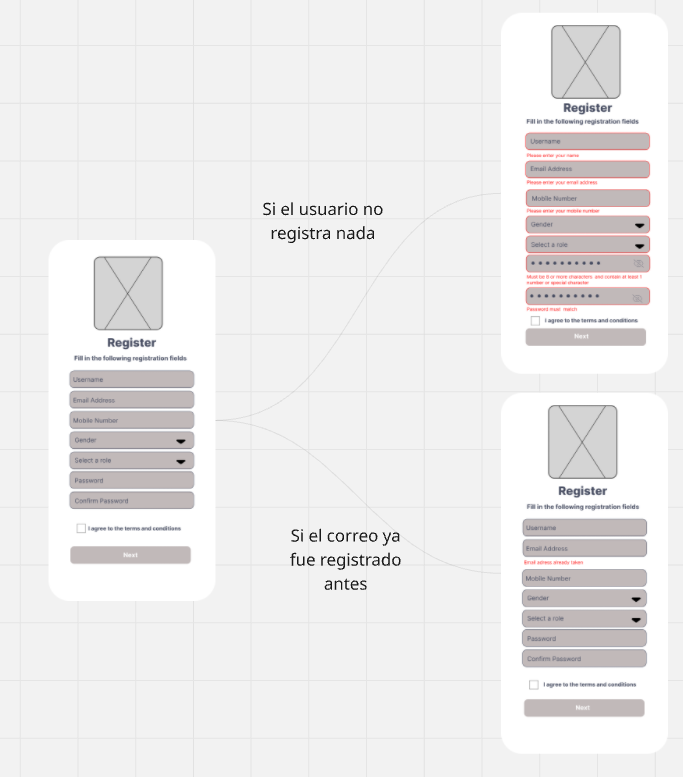 Register
Fill in the following registration fields
Username
Please enter your name
Email Address
Please enter your email address
Mobile Number
Please enter your mobile number
Gender
Select a role
Must be 8 or more characters and contain at least 1
number or special character
Password must match
I agree to the terms and conditions
Next
Si el usuario no
registra nada
Register
Fill in the following registration fields
Username
Email Address
Mobile Number
Gender
Select a role
Password
Confirm Password
I agree to the terms and conditions
Next
Si el correo ya
fue registrado
antes
Register
Fill in the following registration fields
Username
Email Address
Email adress already taken
Mobile Number
Gender
Select a role
Password
Confirm Password
I agree to the terms and conditions
Next